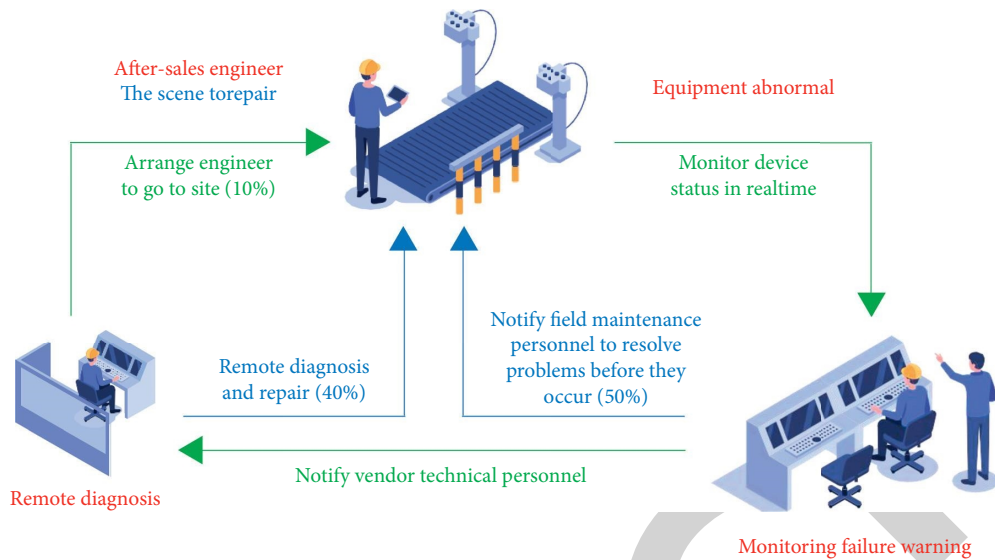 After-sales engineer
The scene torepair
Equipment abnormal
Arrange engineer
to go to site (10%)
Monitor device
status in realtime
Remote diagnosis
and repair (40%)
Notify field maintenance
personnel to resolve
problems before they
occur (50%)
Notify vendor technical personnel
Remote diagnosis
Monitoring failure warning